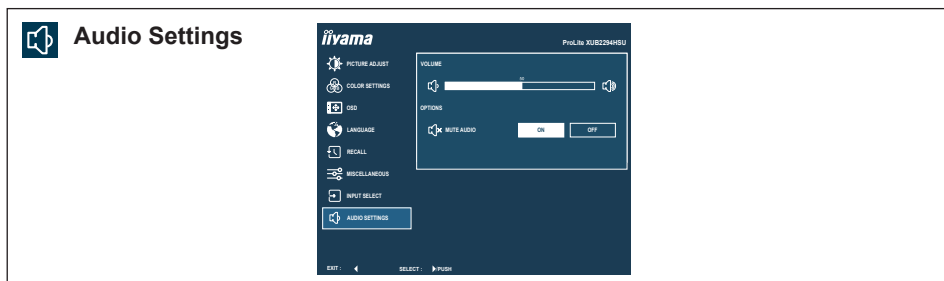 Audio Settings
iiyama
ProLite XUB2294HSU
PICTURE ADJUST
COLOR SETTINGS
OSD
LANGUAGE
RECALL
MISCELLANEOUS
INPUT SELECT
AUDIO SETTINGS
VOLUME
50
OPTIONS
MUTE AUDIO ON OFF
EXIT : SELECT : /PUSH